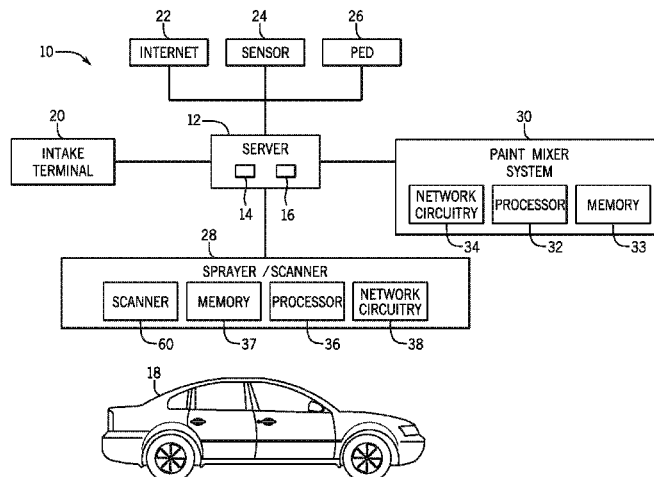 22
24
26
10
INTERNET
SENSOR
PED
20
12
30
INTAKE
TERMINAL
SERVER
14
16
PAINT MIXER
SYSTEM
NETWORK
CIRCUITRY
PROCESSOR
MEMORY
34
32
33
28
SPRAYER/SCANNER
SCANNER
MEMORY
PROCESSOR
NETWORK
CIRCUITRY
60
37
36
38
18